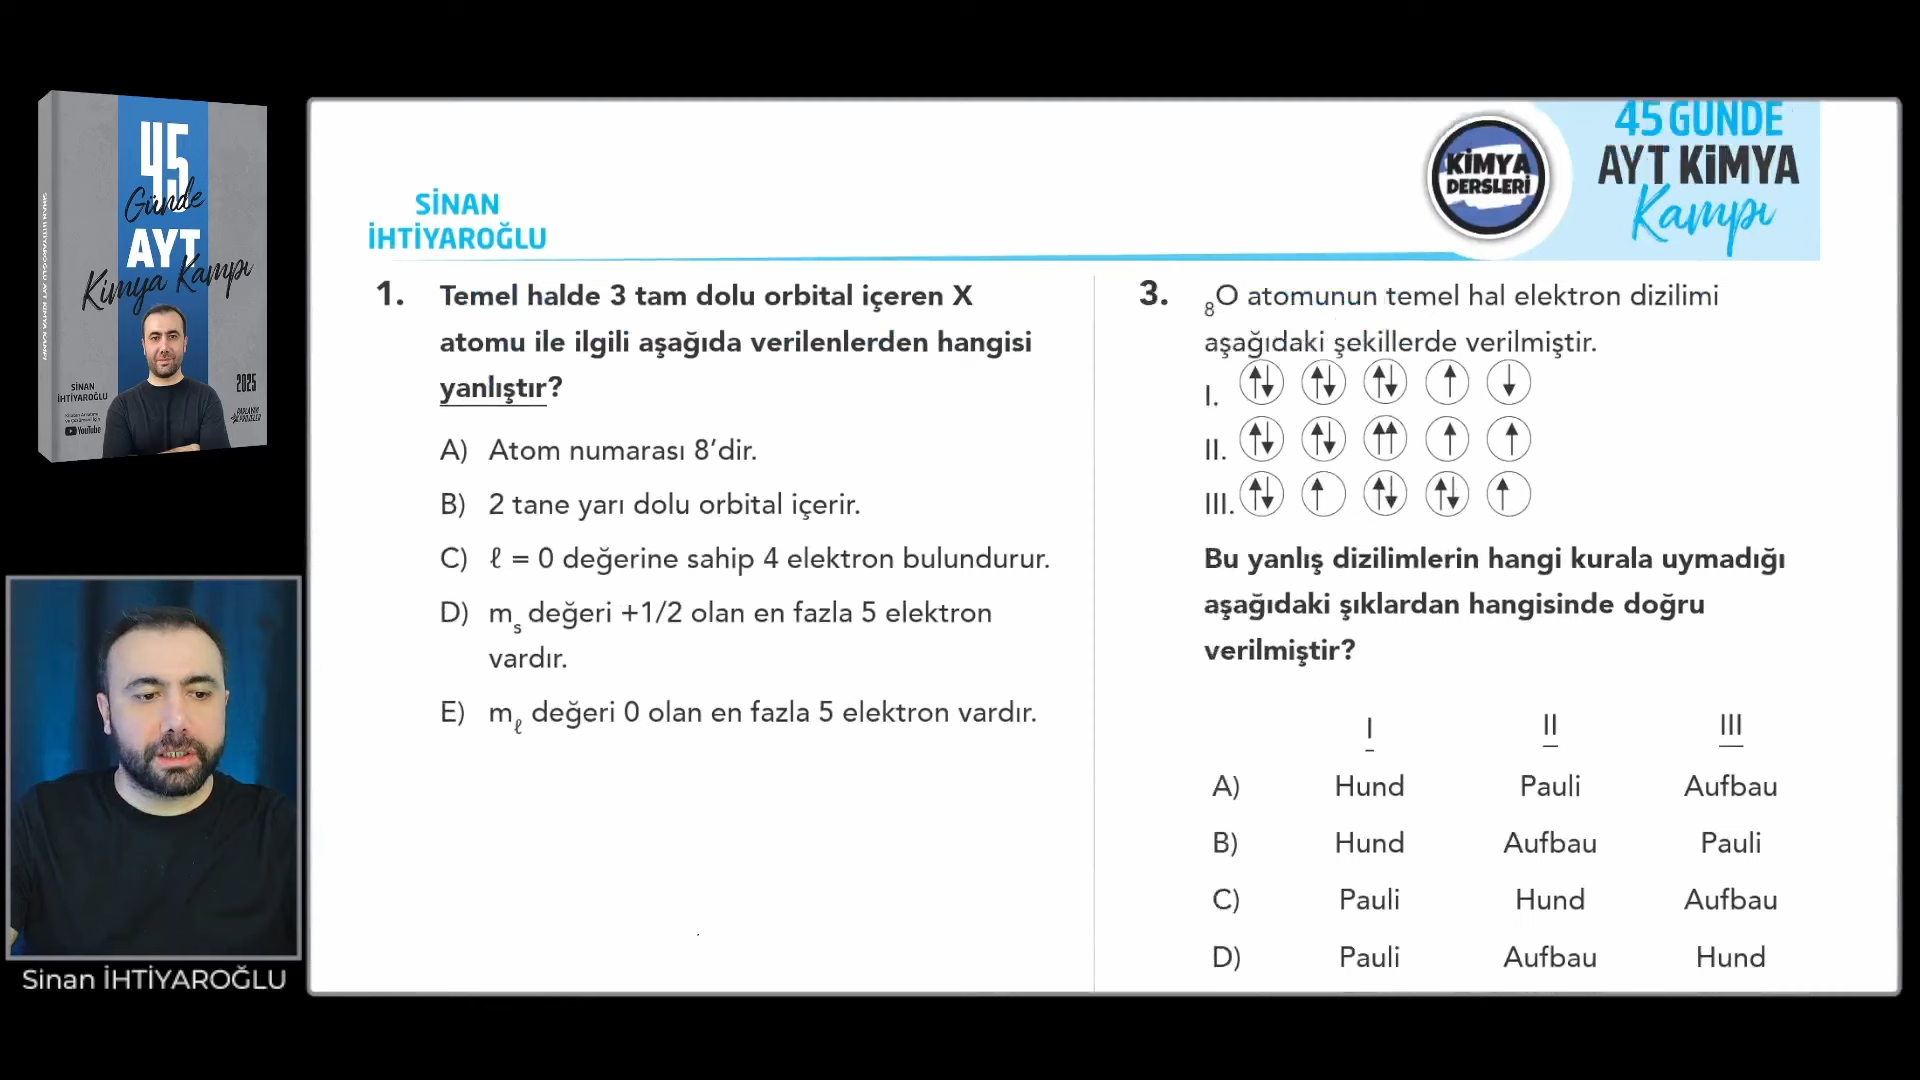 45
Günde
AYT
Kimya Kampı
SİNAN
İHTİYAROĞLU
2025
YouTube
Sinan İHTİYAROĞLU
SİNAN
İHTİYAROĞLU
KİMYA
DERSLERİ
45 GÜNDE
AYT KİMYA
Kampı
1. Temel halde 3 tam dolu orbital içeren X
atomu ile ilgili aşağıda verilenlerden hangisi
yanlıştır?
A) Atom numarası 8’dir.
B) 2 tane yarı dolu orbital içerir.
C) ℓ = 0 değerine sahip 4 elektron bulundurur.
D) mₛ değeri +1/2 olan en fazla 5 elektron
vardır.
E) m_ℓ değeri 0 olan en fazla 5 elektron vardır.
3. ₈O atomunun temel hal elektron dizilimi
aşağıdaki şekillerde verilmiştir.
I. ↑↓ ↑↓ ↑↓ ↑ ↓
II. ↑↓ ↑↓ ↑↑ ↑ ↑
III. ↑↓ ↑ ↑↓ ↑↓ ↑
Bu yanlış dizilimlerin hangi kurala uymadığı
aşağıdaki şıklardan hangisinde doğru
verilmiştir?
I II III
A) Hund Pauli Aufbau
B) Hund Aufbau Pauli
C) Pauli Hund Aufbau
D) Pauli Aufbau Hund